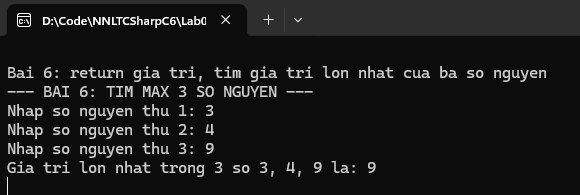 D:\Code\NNLTCSharpC6\Lab0
Bai 6: return gia tri, tim gia tri lon nhat cua ba so nguyen
--- BAI 6: TIM MAX 3 SO NGUYEN ---
Nhap so nguyen thu 1: 3
Nhap so nguyen thu 2: 4
Nhap so nguyen thu 3: 9
Gia tri lon nhat trong 3 so 3, 4, 9 la: 9